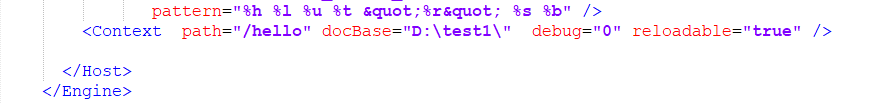 pattern="%h %l %u %t &quot;%r&quot; %s %b" />
<Context  path="/hello" docBase="D:\test1\"  debug="0" reloadable="true" />
</Host>
</Engine>